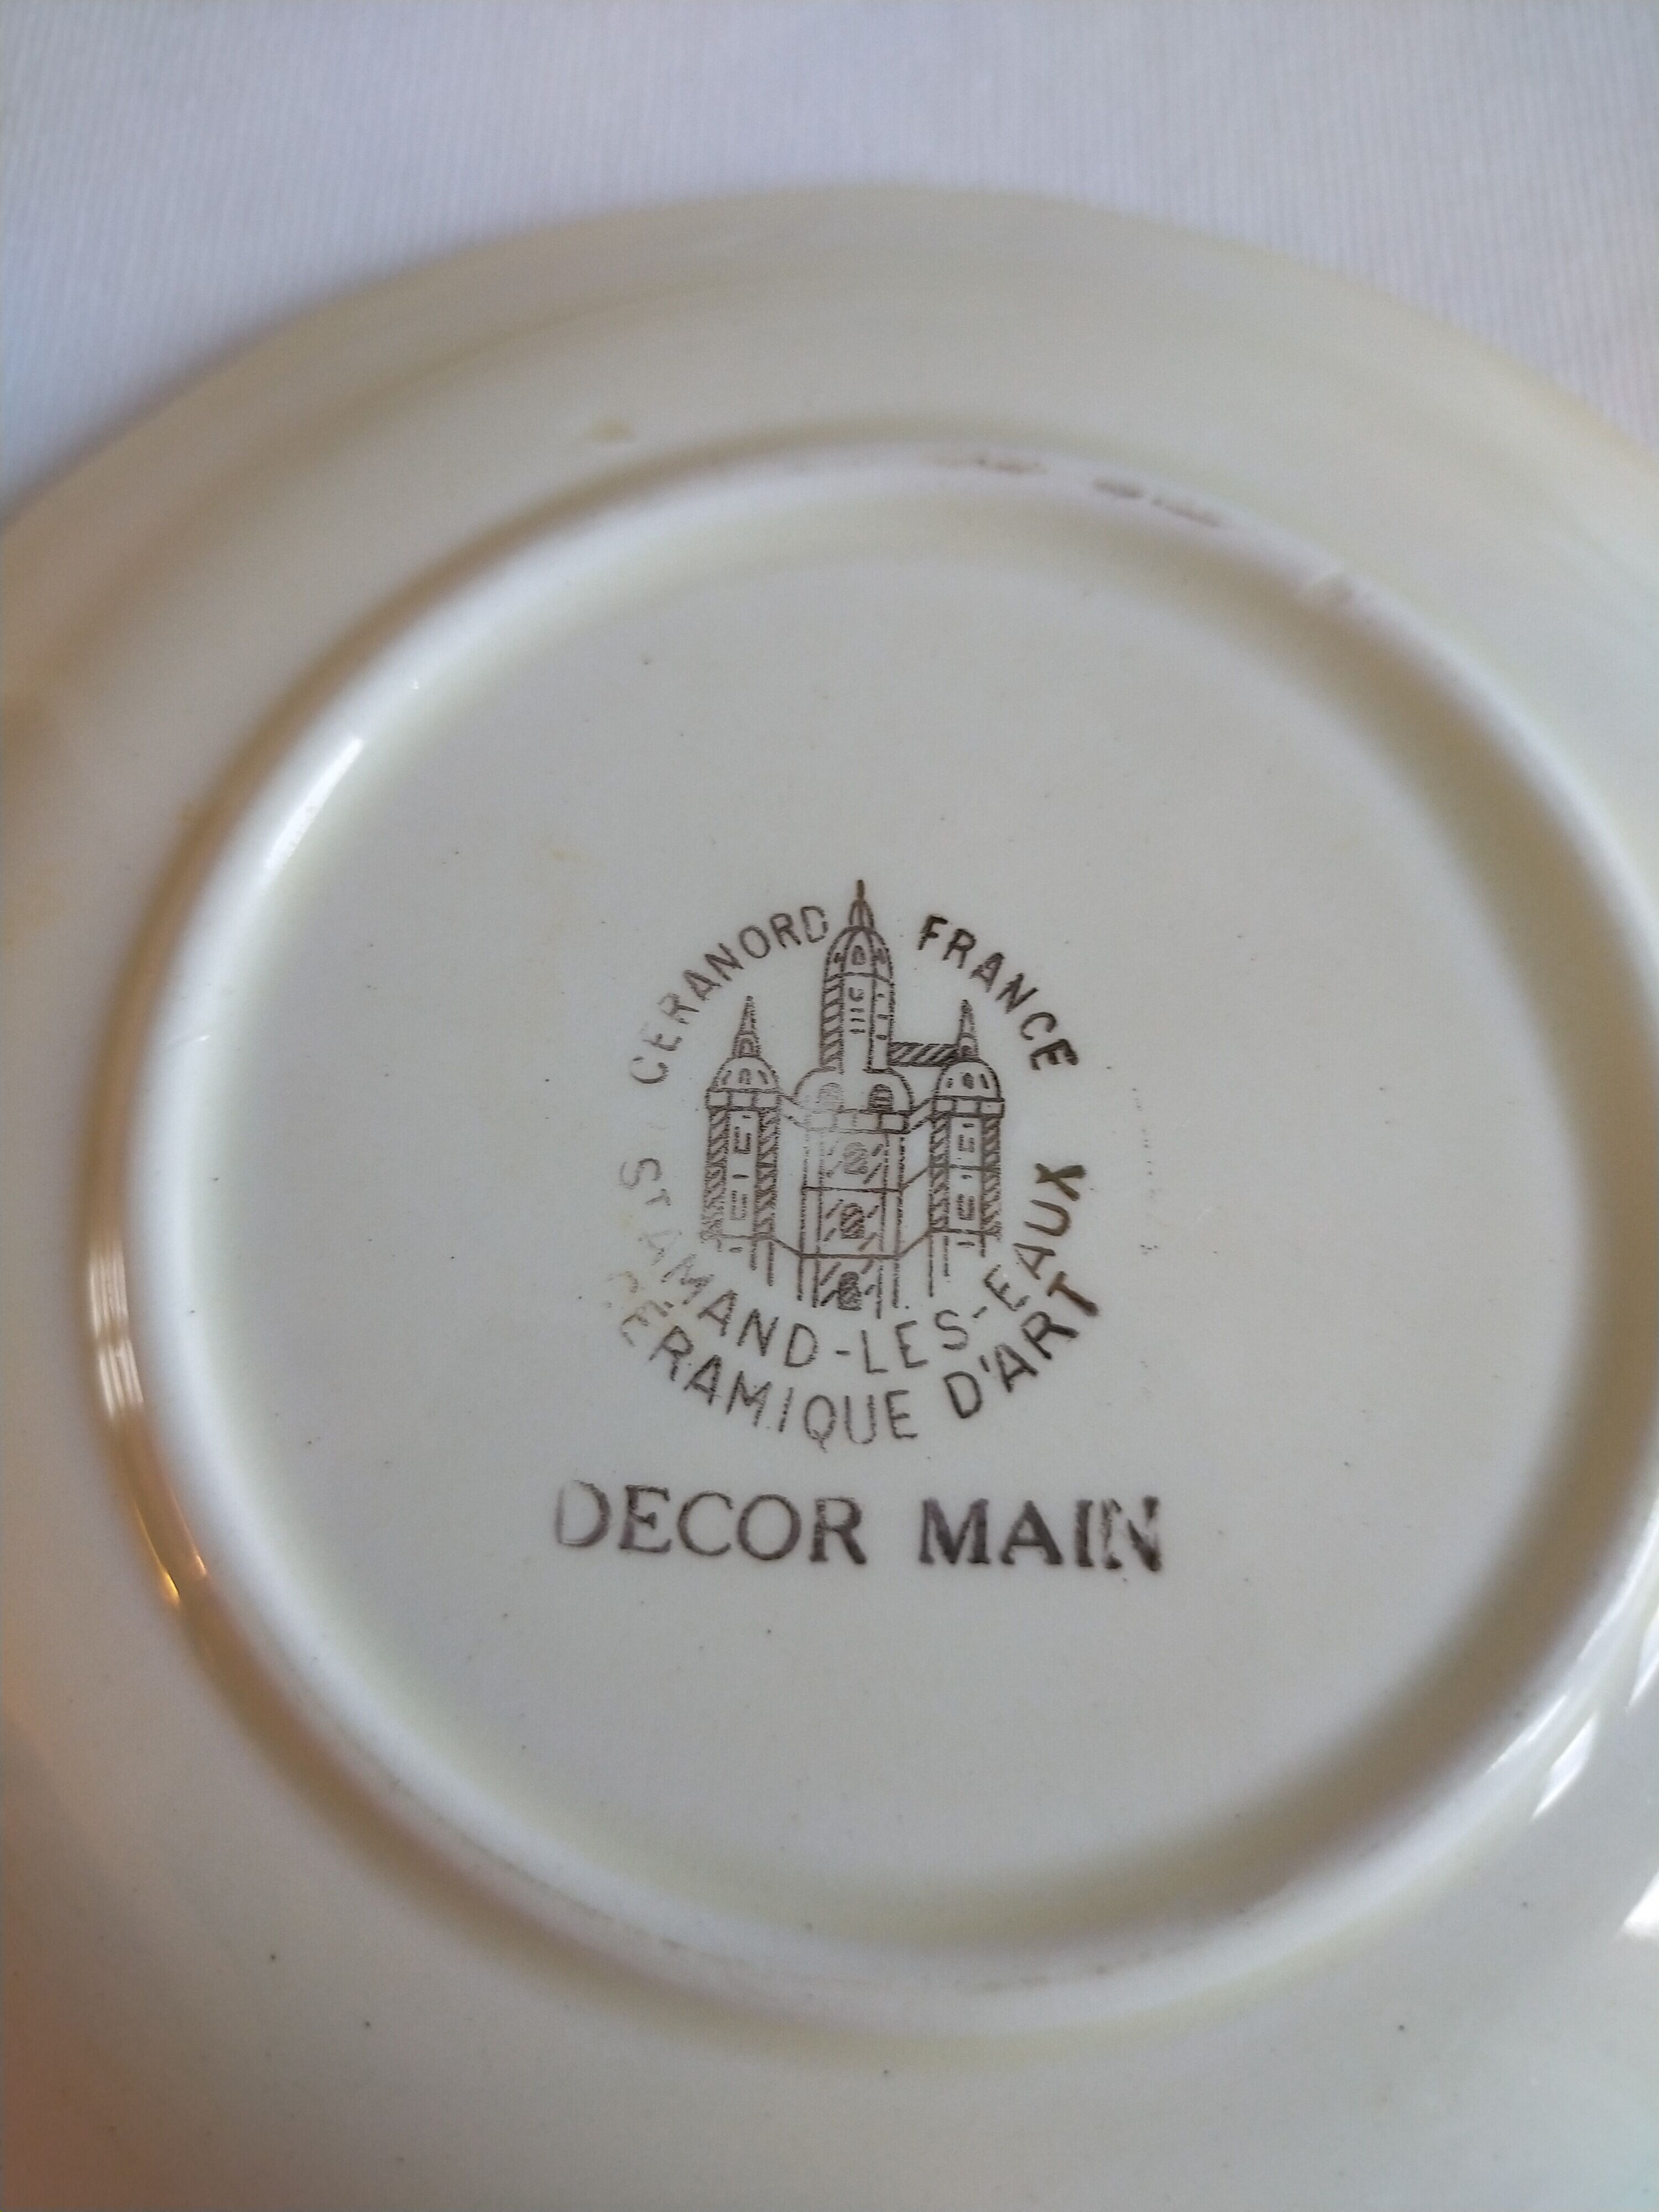 CERANORD FRANCE
ST AMAND-LES-EAUX
CERAMIQUE D'ART
DECOR MAIN